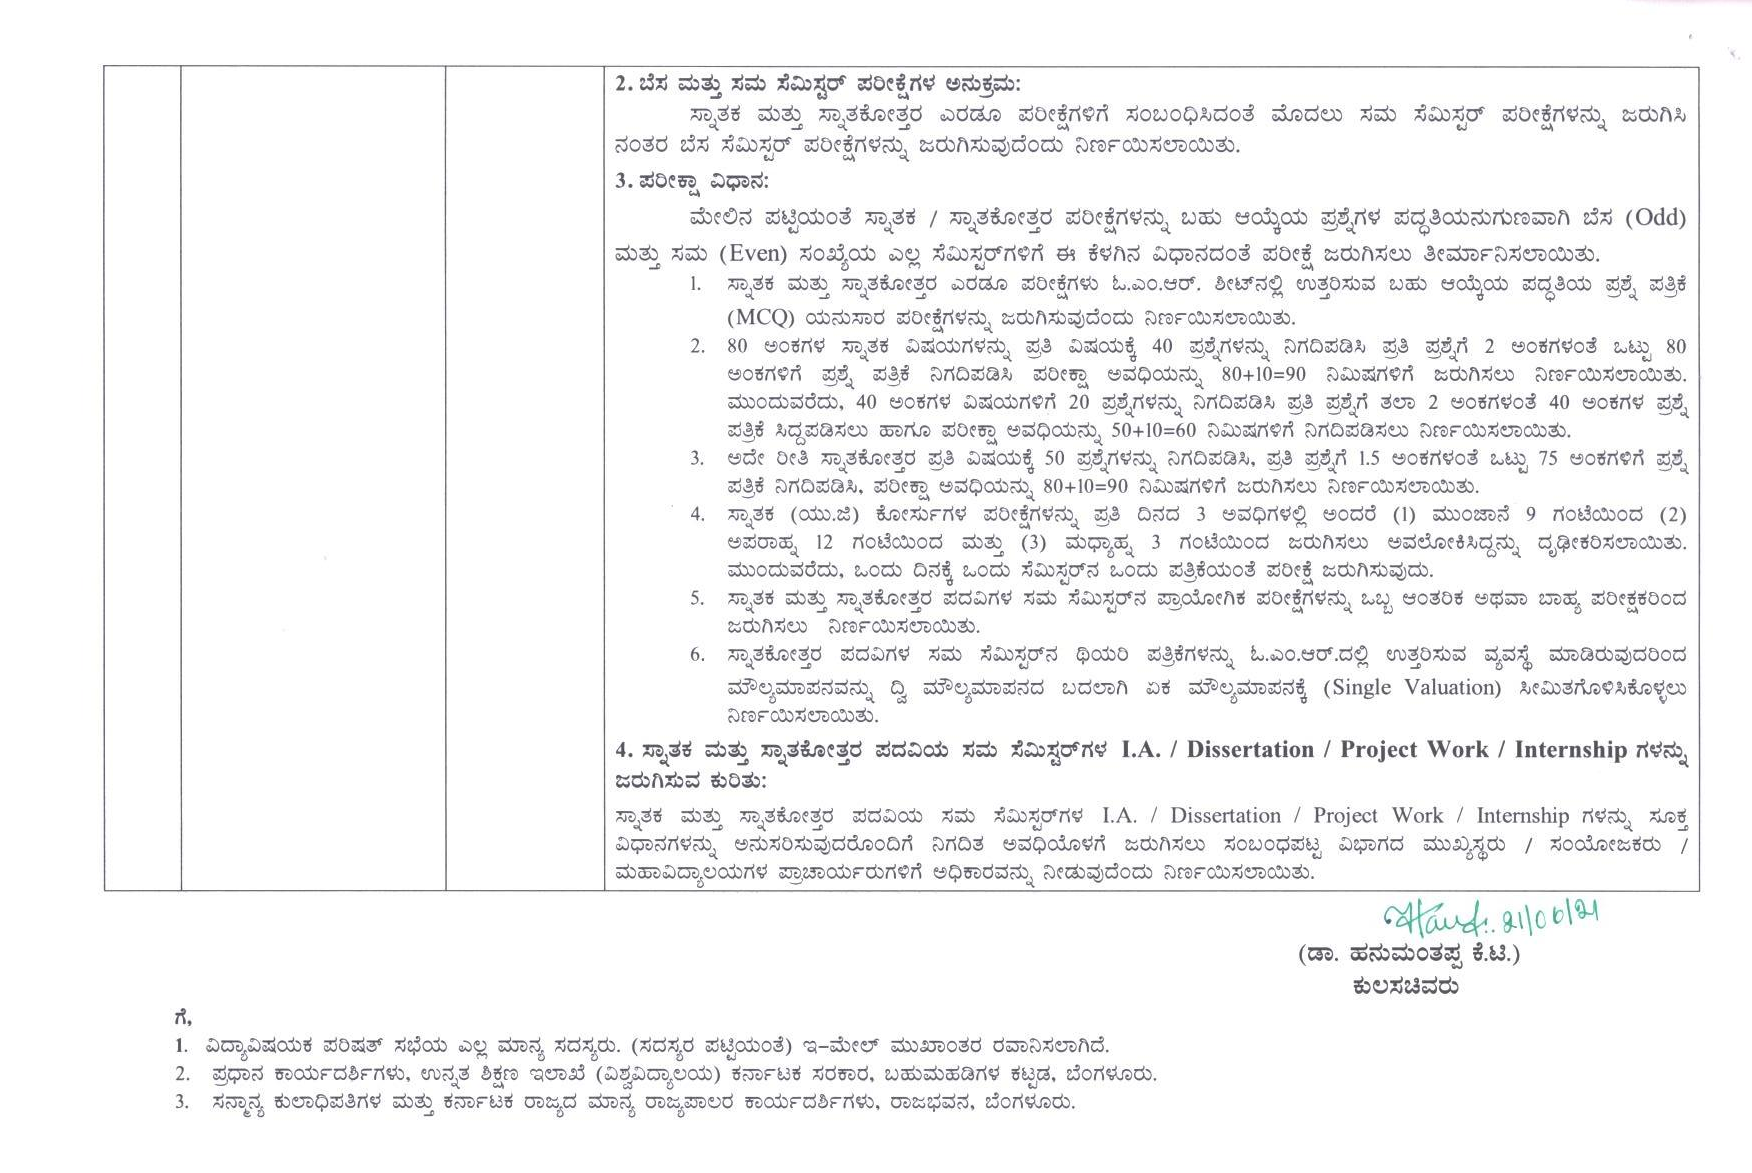 2. ಬೆಸ ಮತ್ತು ಸಮ ಸೆಮಿಸ್ಟರ್ ಪರೀಕ್ಷೆಗಳ ಅನುಕ್ರಮ:
ಸ್ನಾತಕ ಮತ್ತು ಸ್ನಾತಕೋತ್ತರ ಎರಡೂ ಪರೀಕ್ಷೆಗಳಿಗೆ ಸಂಬಂಧಿಸಿದಂತೆ ಮೊದಲು ಸಮ ಸೆಮಿಸ್ಟರ್ ಪರೀಕ್ಷೆಗಳನ್ನು ಜರುಗಿಸಿ
ನಂತರ ಬೆಸ ಸೆಮಿಸ್ಟರ್ ಪರೀಕ್ಷೆಗಳನ್ನು ಜರುಗಿಸುವುದೆಂದು ನಿರ್ಣಯಿಸಲಾಯಿತು.
3. ಪರೀಕ್ಷಾ ವಿಧಾನ:
ಮೇಲಿನ ಪಟ್ಟಿಯಂತೆ ಸ್ನಾತಕ / ಸ್ನಾತಕೋತ್ತರ ಪರೀಕ್ಷೆಗಳನ್ನು ಬಹು ಆಯ್ಕೆಯ ಪ್ರಶ್ನೆಗಳ ಪದ್ಧತಿಯನುಗುಣವಾಗಿ ಬೆಸ (Odd)
ಮತ್ತು ಸಮ (Even) ಸಂಖ್ಯೆಯ ಎಲ್ಲ ಸೆಮಿಸ್ಟರ್‌ಗಳಿಗೆ ಈ ಕೆಳಗಿನ ವಿಧಾನದಂತೆ ಪರೀಕ್ಷೆ ಜರುಗಿಸಲು ತೀರ್ಮಾನಿಸಲಾಯಿತು.
1. ಸ್ನಾತಕ ಮತ್ತು ಸ್ನಾತಕೋತ್ತರ ಎರಡೂ ಪರೀಕ್ಷೆಗಳು ಓ.ಎಂ.ಆರ್. ಶೀಟ್‌ನಲ್ಲಿ ಉತ್ತರಿಸುವ ಬಹು ಆಯ್ಕೆಯ ಪದ್ಧತಿಯ ಪ್ರಶ್ನೆ ಪತ್ರಿಕೆ
(MCQ) ಯನುಸಾರ ಪರೀಕ್ಷೆಗಳನ್ನು ಜರುಗಿಸುವುದೆಂದು ನಿರ್ಣಯಿಸಲಾಯಿತು.
2. 80 ಅಂಕಗಳ ಸ್ನಾತಕ ವಿಷಯಗಳನ್ನು ಪ್ರತಿ ವಿಷಯಕ್ಕೆ 40 ಪ್ರಶ್ನೆಗಳನ್ನು ನಿಗದಿಪಡಿಸಿ ಪ್ರತಿ ಪ್ರಶ್ನೆಗೆ 2 ಅಂಕಗಳಂತೆ ಒಟ್ಟು 80
ಅಂಕಗಳಿಗೆ ಪ್ರಶ್ನೆ ಪತ್ರಿಕೆ ನಿಗದಿಪಡಿಸಿ ಪರೀಕ್ಷಾ ಅವಧಿಯನ್ನು 80+10=90 ನಿಮಿಷಗಳಿಗೆ ಜರುಗಿಸಲು ನಿರ್ಣಯಿಸಲಾಯಿತು.
ಮುಂದುವರೆದು, 40 ಅಂಕಗಳ ವಿಷಯಗಳಿಗೆ 20 ಪ್ರಶ್ನೆಗಳನ್ನು ನಿಗದಿಪಡಿಸಿ ಪ್ರತಿ ಪ್ರಶ್ನೆಗೆ ತಲಾ 2 ಅಂಕಗಳಂತೆ 40 ಅಂಕಗಳ ಪ್ರಶ್ನೆ
ಪತ್ರಿಕೆ ಸಿದ್ದಪಡಿಸಲು ಹಾಗೂ ಪರೀಕ್ಷಾ ಅವಧಿಯನ್ನು 50+10=60 ನಿಮಿಷಗಳಿಗೆ ನಿಗದಿಪಡಿಸಲು ನಿರ್ಣಯಿಸಲಾಯಿತು.
3. ಅದೇ ರೀತಿ ಸ್ನಾತಕೋತ್ತರ ಪ್ರತಿ ವಿಷಯಕ್ಕೆ 50 ಪ್ರಶ್ನೆಗಳನ್ನು ನಿಗದಿಪಡಿಸಿ, ಪ್ರತಿ ಪ್ರಶ್ನೆಗೆ 1.5 ಅಂಕಗಳಂತೆ ಒಟ್ಟು 75 ಅಂಕಗಳಿಗೆ ಪ್ರಶ್ನೆ
ಪತ್ರಿಕೆ ನಿಗದಿಪಡಿಸಿ, ಪರೀಕ್ಷಾ ಅವಧಿಯನ್ನು 80+10=90 ನಿಮಿಷಗಳಿಗೆ ಜರುಗಿಸಲು ನಿರ್ಣಯಿಸಲಾಯಿತು.
4. ಸ್ನಾತಕ (ಯು.ಜಿ) ಕೋರ್ಸುಗಳ ಪರೀಕ್ಷೆಗಳನ್ನು ಪ್ರತಿ ದಿನದ 3 ಅವಧಿಗಳಲ್ಲಿ ಅಂದರೆ (1) ಮುಂಜಾನೆ 9 ಗಂಟೆಯಿಂದ (2)
ಅಪರಾಹ್ನ 12 ಗಂಟೆಯಿಂದ ಮತ್ತು (3) ಮಧ್ಯಾಹ್ನ 3 ಗಂಟೆಯಿಂದ ಜರುಗಿಸಲು ಅವಲೋಕಿಸಿದ್ದನ್ನು ದೃಢೀಕರಿಸಲಾಯಿತು.
ಮುಂದುವರೆದು, ಒಂದು ದಿನಕ್ಕೆ ಒಂದು ಸೆಮಿಸ್ಟರ್‌ನ ಒಂದು ಪತ್ರಿಕೆಯಂತೆ ಪರೀಕ್ಷೆ ಜರುಗಿಸುವುದು.
5. ಸ್ನಾತಕ ಮತ್ತು ಸ್ನಾತಕೋತ್ತರ ಪದವಿಗಳ ಸಮ ಸೆಮಿಸ್ಟರ್‌ನ ಪ್ರಾಯೋಗಿಕ ಪರೀಕ್ಷೆಗಳನ್ನು ಒಬ್ಬ ಆಂತರಿಕ ಅಥವಾ ಬಾಹ್ಯ ಪರೀಕ್ಷಕರಿಂದ
ಜರುಗಿಸಲು ನಿರ್ಣಯಿಸಲಾಯಿತು.
6. ಸ್ನಾತಕೋತ್ತರ ಪದವಿಗಳ ಸಮ ಸೆಮಿಸ್ಟರ್‌ನ ಥಿಯರಿ ಪತ್ರಿಕೆಗಳನ್ನು ಓ.ಎಂ.ಆರ್.ದಲ್ಲಿ ಉತ್ತರಿಸುವ ವ್ಯವಸ್ಥೆ ಮಾಡಿರುವುದರಿಂದ
ಮೌಲ್ಯಮಾಪನವನ್ನು ದ್ವಿ ಮೌಲ್ಯಮಾಪನದ ಬದಲಾಗಿ ಏಕ ಮೌಲ್ಯಮಾಪನಕ್ಕೆ (Single Valuation) ಸೀಮಿತಗೊಳಿಸಿಕೊಳ್ಳಲು
ನಿರ್ಣಯಿಸಲಾಯಿತು.
4. ಸ್ನಾತಕ ಮತ್ತು ಸ್ನಾತಕೋತ್ತರ ಪದವಿಯ ಸಮ ಸೆಮಿಸ್ಟರ್‌ಗಳ I.A. / Dissertation / Project Work / Internship ಗಳನ್ನು
ಜರುಗಿಸುವ ಕುರಿತು:
ಸ್ನಾತಕ ಮತ್ತು ಸ್ನಾತಕೋತ್ತರ ಪದವಿಯ ಸಮ ಸೆಮಿಸ್ಟರ್‌ಗಳ I.A. / Dissertation / Project Work / Internship ಗಳನ್ನು ಸೂಕ್ತ
ವಿಧಾನಗಳನ್ನು ಅನುಸರಿಸುವುದರೊಂದಿಗೆ ನಿಗದಿತ ಅವಧಿಯೊಳಗೆ ಜರುಗಿಸಲು ಸಂಬಂಧಪಟ್ಟ ವಿಭಾಗದ ಮುಖ್ಯಸ್ಥರು / ಸಂಯೋಜಕರು /
ಮಹಾವಿದ್ಯಾಲಯಗಳ ಪ್ರಾಚಾರ್ಯರುಗಳಿಗೆ ಅಧಿಕಾರವನ್ನು ನೀಡುವುದೆಂದು ನಿರ್ಣಯಿಸಲಾಯಿತು.
21/06/21
(ಡಾ. ಹನುಮಂತಪ್ಪ ಕೆ.ಟಿ.)
ಕುಲಸಚಿವರು
ಗೆ,
1. ವಿದ್ಯಾವಿಷಯಕ ಪರಿಷತ್ ಸಭೆಯ ಎಲ್ಲ ಮಾನ್ಯ ಸದಸ್ಯರು. (ಸದಸ್ಯರ ಪಟ್ಟಿಯಂತೆ) ಇ-ಮೇಲ್ ಮುಖಾಂತರ ರವಾನಿಸಲಾಗಿದೆ.
2. ಪ್ರಧಾನ ಕಾರ್ಯದರ್ಶಿಗಳು, ಉನ್ನತ ಶಿಕ್ಷಣ ಇಲಾಖೆ (ವಿಶ್ವವಿದ್ಯಾಲಯ) ಕರ್ನಾಟಕ ಸರಕಾರ, ಬಹುಮಹಡಿಗಳ ಕಟ್ಟಡ, ಬೆಂಗಳೂರು.
3. ಸನ್ಮಾನ್ಯ ಕುಲಾಧಿಪತಿಗಳ ಮತ್ತು ಕರ್ನಾಟಕ ರಾಜ್ಯದ ಮಾನ್ಯ ರಾಜ್ಯಪಾಲರ ಕಾರ್ಯದರ್ಶಿಗಳು, ರಾಜಭವನ, ಬೆಂಗಳೂರು.